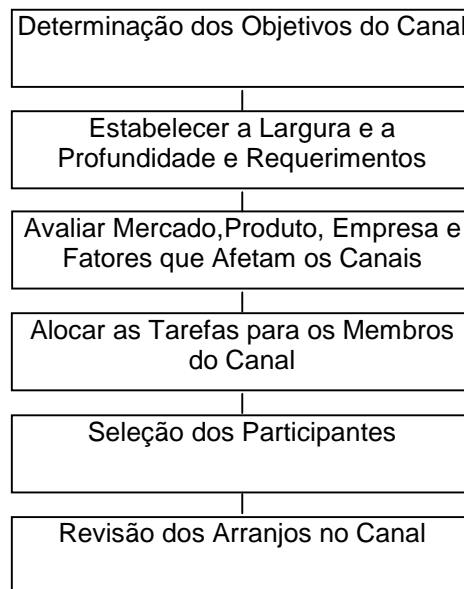 Determinação dos Objetivos do Canal
Estabelecer a Largura e a
Profundidade e Requerimentos
Avaliar Mercado,Produto, Empresa e
Fatores que Afetam os Canais
Alocar as Tarefas para os Membros
do Canal
Seleção dos Participantes
Revisão dos Arranjos no Canal